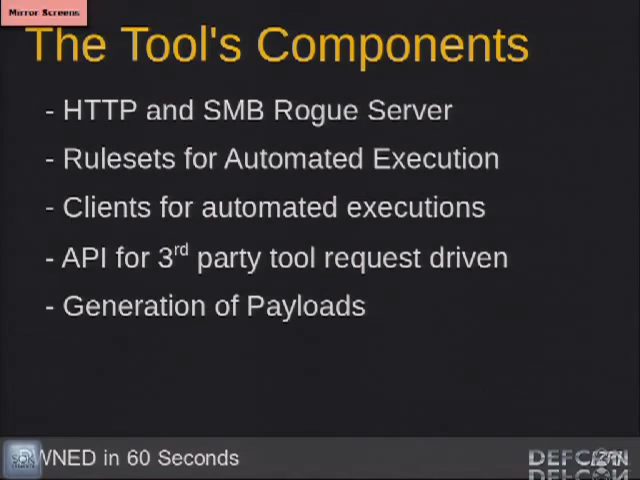 Mirror Screens
The Tool's Components
- HTTP and SMB Rogue Server
- Rulesets for Automated Execution
- Clients for automated executions
- API for 3rd party tool request driven
- Generation of Payloads
WNED in 60 Seconds
DEFCON